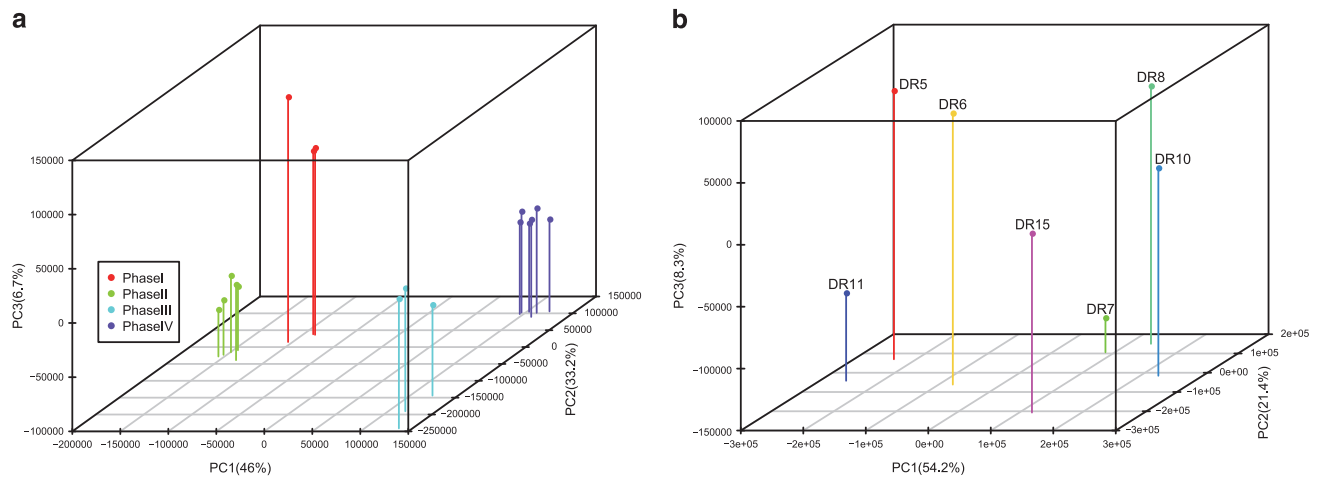 a
150000
100000
50000
0
−50000
−100000
PC3(6.7%)
PhaseI
PhaseII
PhaseIII
PhaseIV
−200000 −150000 −100000 −50000 0 50000 100000 150000
PC1(46%)
150000
100000
50000
0
−50000
−100000
−150000
−200000
−250000
PC2(33.2%)
b
100000
50000
0
−50000
−100000
−150000
PC3(8.3%)
DR5
DR6
DR8
DR10
DR15
DR11
DR7
−3e+05 −2e+05 −1e+05 0e+00 1e+05 2e+05 3e+05
PC1(54.2%)
2e+05
1e+05
0e+00
−1e+05
−2e+05
−3e+05
PC2(21.4%)